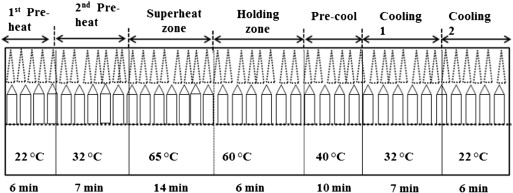 1st Pre-heat 2nd Pre-heat Superheat zone Holding zone Pre-cool Cooling 1 Cooling 2
22 °C 32 °C 65 °C 60 °C 40 °C 32 °C 22 °C
6 min 7 min 14 min 6 min 10 min 7 min 6 min